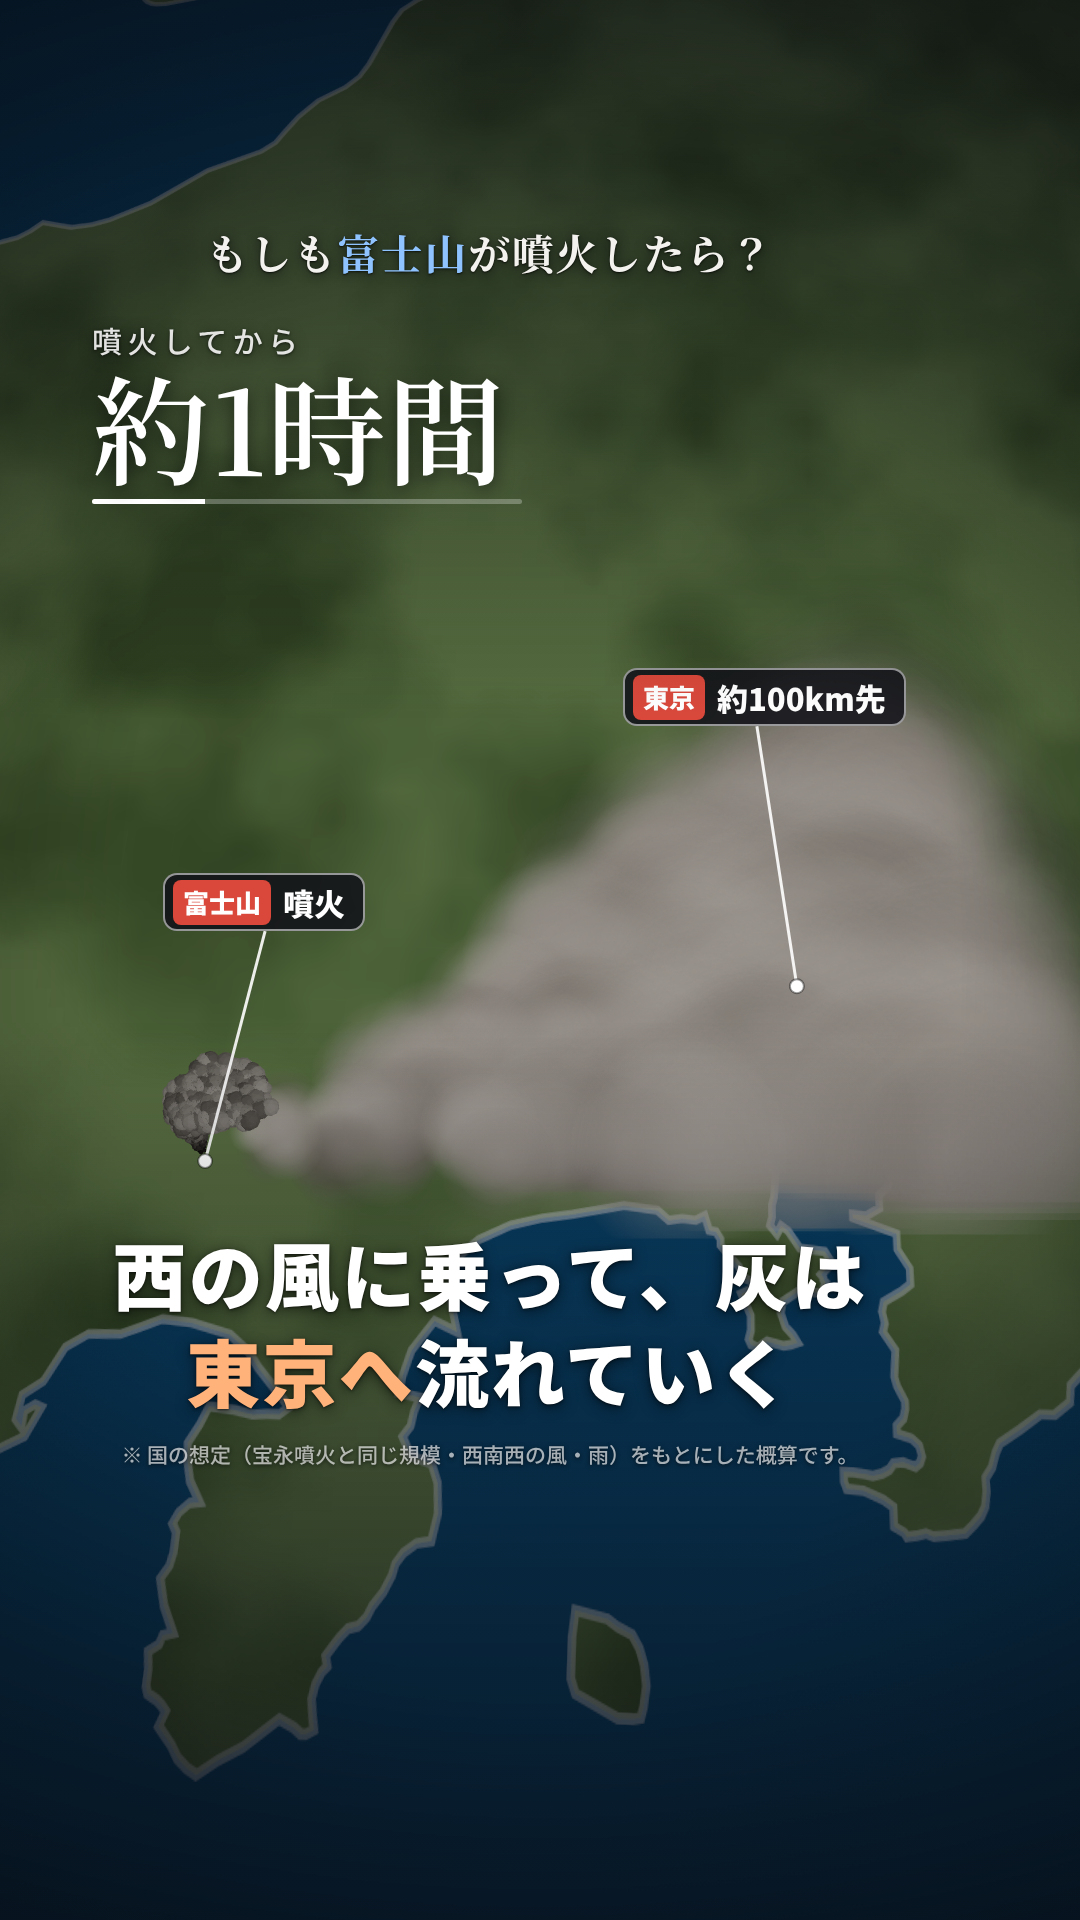 もしも富士山が噴火したら？
噴火してから
約1時間
東京 約100km先
富士山 噴火
西の風に乗って、灰は
東京へ流れていく
※ 国の想定（宝永噴火と同じ規模・西南西の風・雨）をもとにした概算です。